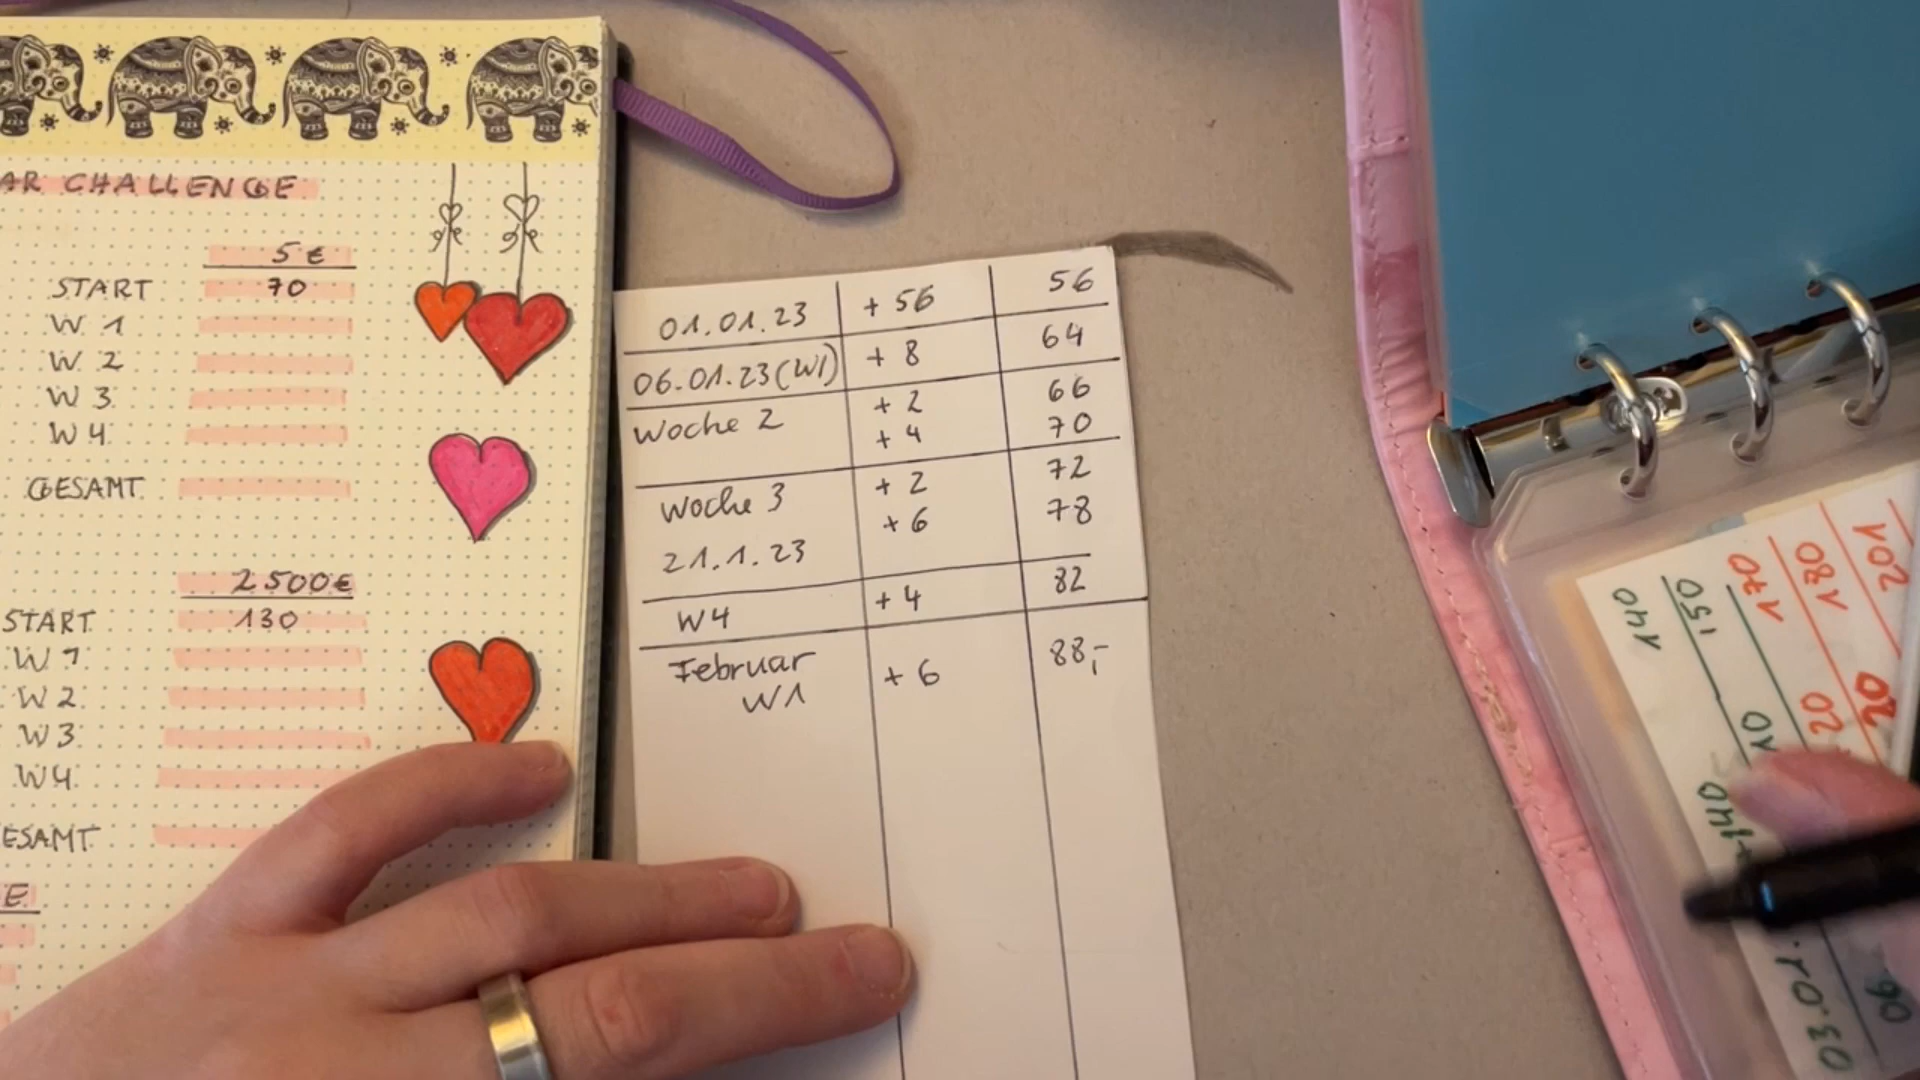 AR CHALLENGE
5 €
START 70
W 1
W 2
W 3
W 4
GESAMT
2500€
START 130
W 1
W 2
W 3
W 4
ESAMT
E
01.01.23 + 56 56
06.01.23 (W1) + 8 64
Woche 2 + 2 66
+ 4 70
Woche 3 + 2 72
+ 6 78
21.1.23
W4 + 4 82
Februar + 6 88,-
W1
140
150
170
180
201
10
20
20
+140
03.01.
06